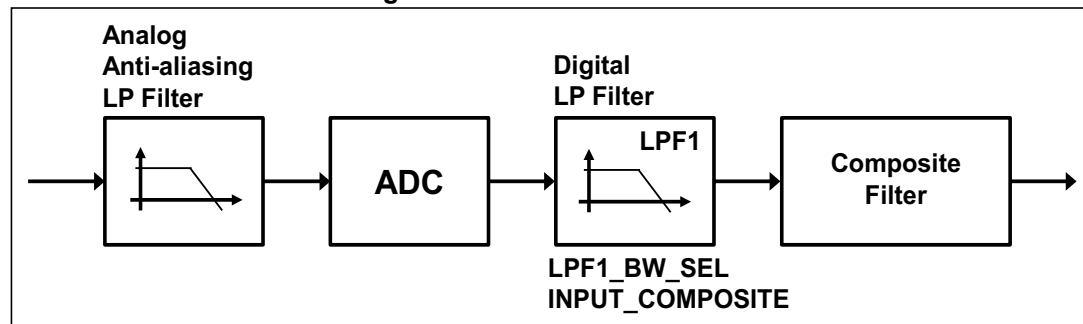 Analog
Anti-aliasing
LP Filter
ADC
Digital
LP Filter
LPF1
LPF1_BW_SEL
INPUT_COMPOSITE
Composite
Filter